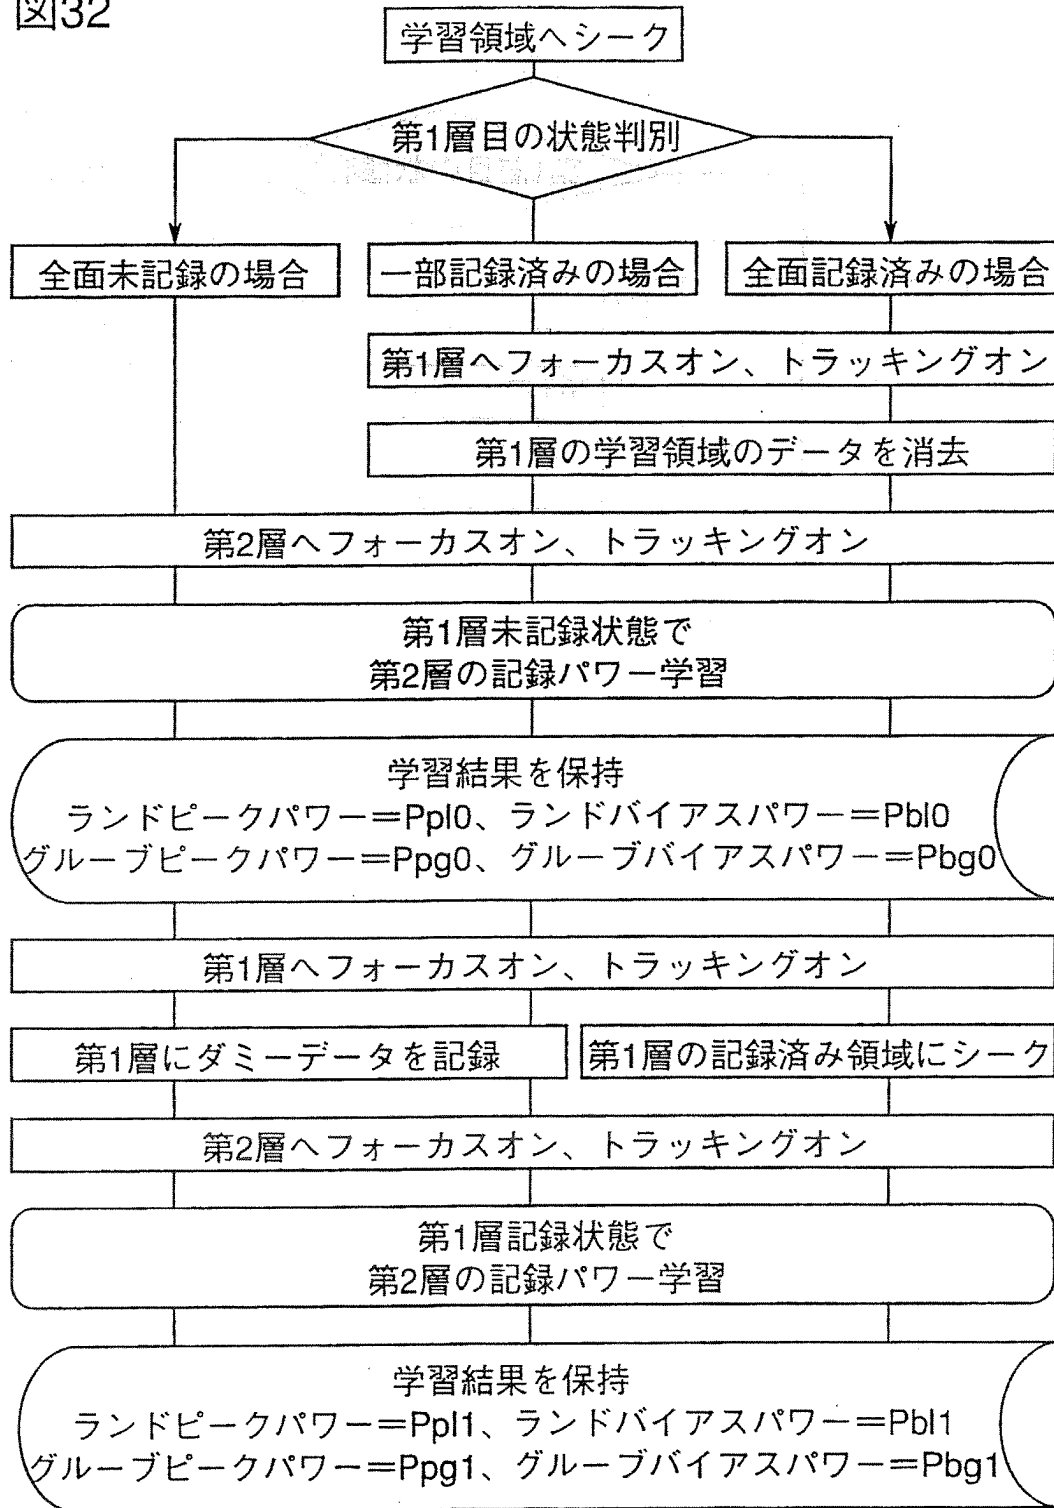 図32
学習領域へシーク
第1層目の状態判別
全面未記録の場合
一部記録済みの場合
全面記録済みの場合
第1層へフォーカスオン、トラッキングオン
第1層の学習領域のデータを消去
第2層へフォーカスオン、トラッキングオン
第1層未記録状態で
第2層の記録パワー学習
学習結果を保持
ランドピークパワー＝Ppl0、ランドバイアスパワー＝Pbl0
グルーブピークパワー＝Ppg0、グルーブバイアスパワー＝Pbg0
第1層へフォーカスオン、トラッキングオン
第1層にダミーデータを記録
第1層の記録済み領域にシーク
第2層へフォーカスオン、トラッキングオン
第1層記録状態で
第2層の記録パワー学習
学習結果を保持
ランドピークパワー＝Ppl1、ランドバイアスパワー＝Pbl1
グルーブピークパワー＝Ppg1、グルーブバイアスパワー＝Pbg1